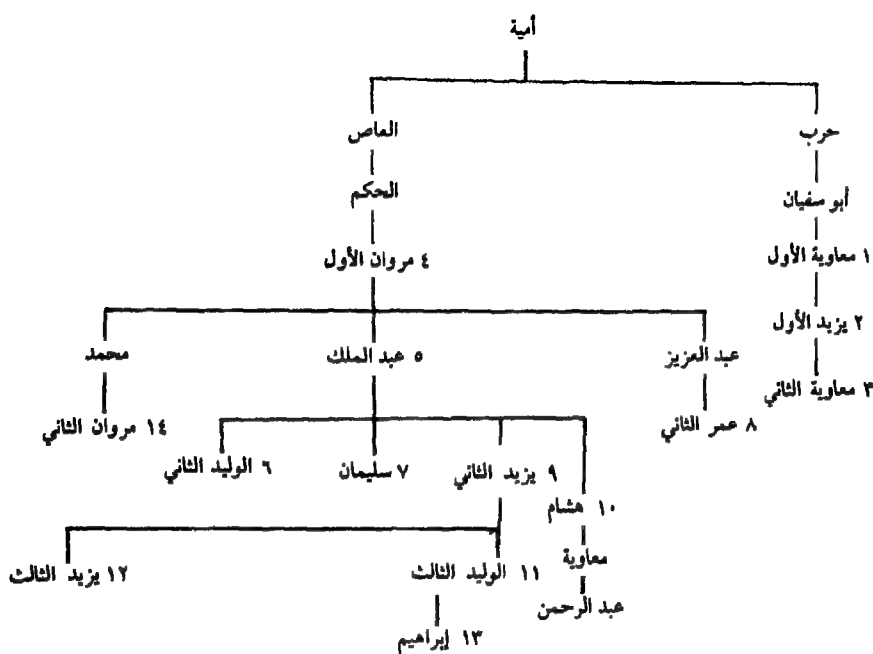 أمية
حرب
العاص
أبو سفيان
الحكم
١ معاوية الأول
٤ مروان الأول
٢ يزيد الأول
عبد العزيز
٥ عبد الملك
محمد
٣ معاوية الثاني
٨ عمر الثاني
١٤ مروان الثاني
٩ يزيد الثاني
٧ سليمان
٦ الوليد الثاني
١٠ هشام
معاوية
١١ الوليد الثالث
١٢ يزيد الثالث
عبد الرحمن
١٣ إبراهيم